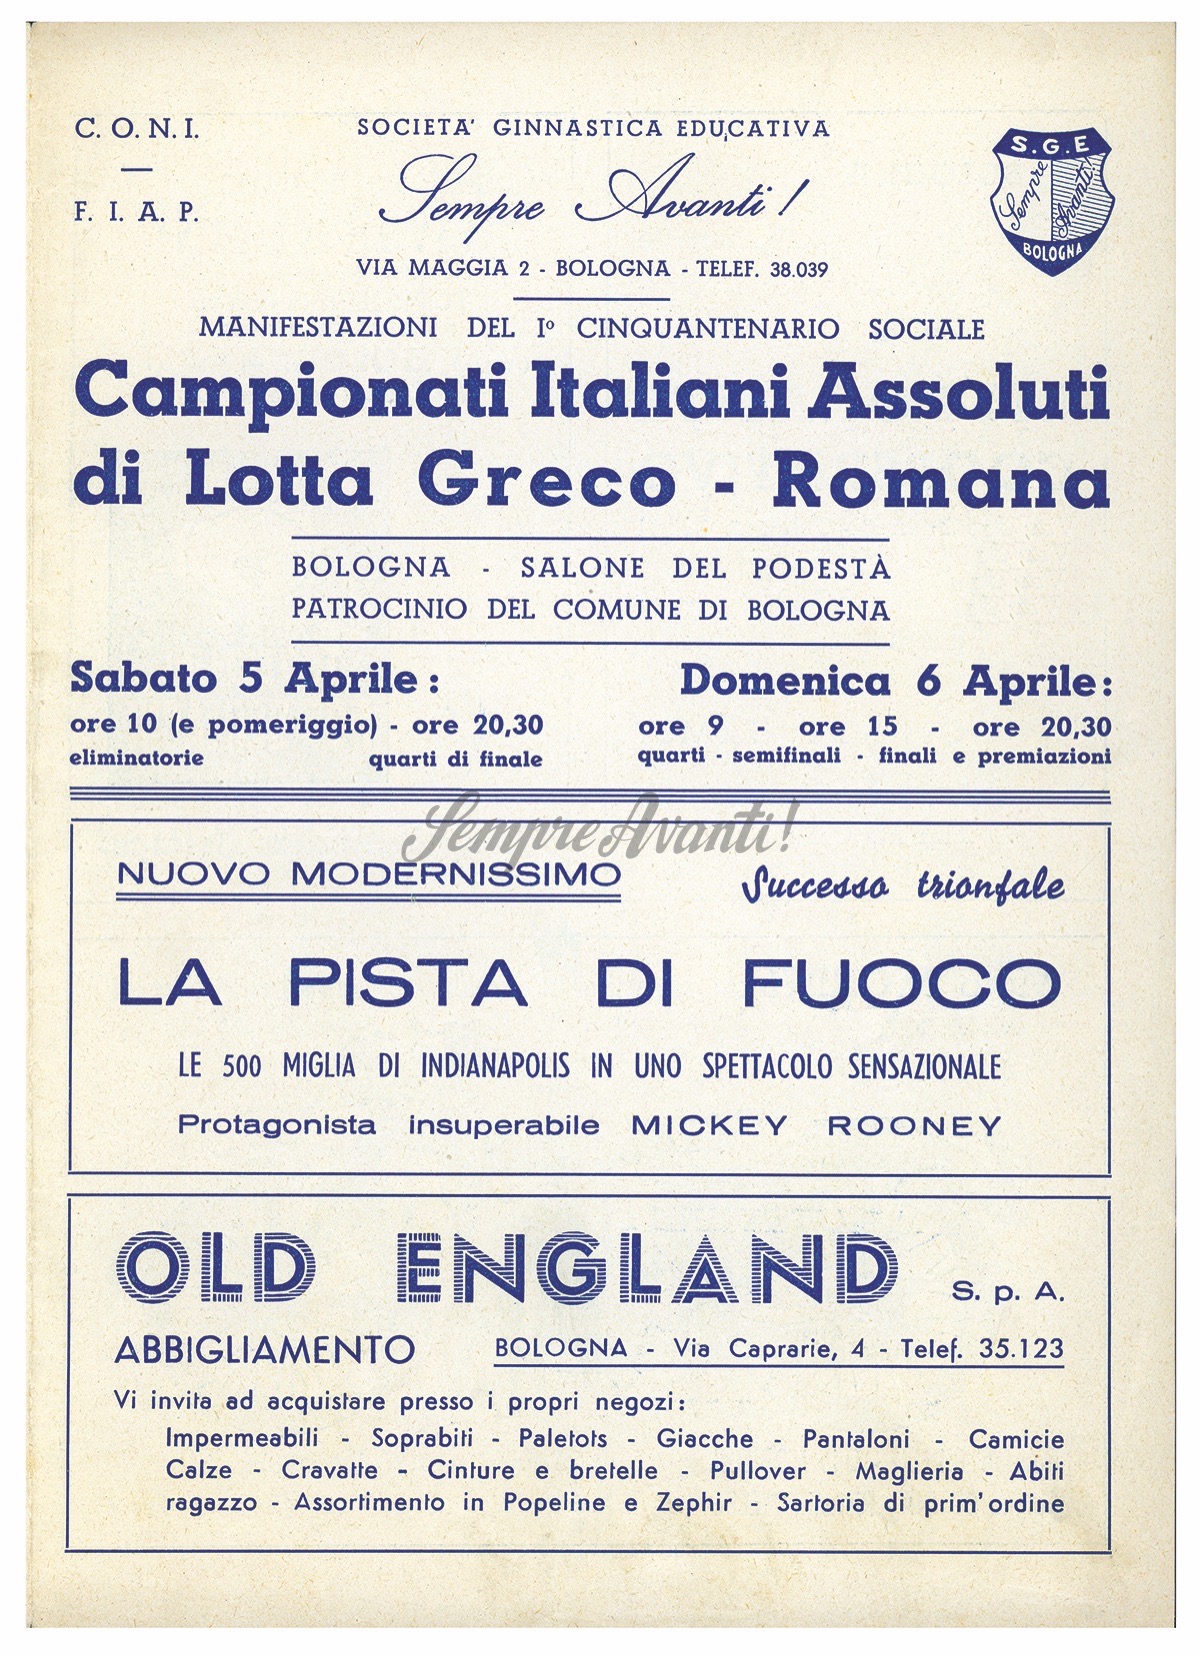 C. O. N. I.
F. I. A. P.
SOCIETA' GINNASTICA EDUCATIVA
Sempre Avanti!
VIA MAGGIA 2 - BOLOGNA - TELEF. 38.039
S. G. E
Sempre Avanti!
BOLOGNA
MANIFESTAZIONI DEL Iº CINQUANTENARIO SOCIALE
Campionati Italiani Assoluti
di Lotta Greco - Romana
BOLOGNA - SALONE DEL PODESTÀ
PATROCINIO DEL COMUNE DI BOLOGNA
Sabato 5 Aprile:
ore 10 (e pomeriggio) - ore 20,30
eliminatorie quarti di finale
Domenica 6 Aprile:
ore 9 - ore 15 - ore 20,30
quarti - semifinali - finali e premiazioni
Sempre Avanti!
NUOVO MODERNISSIMO
Successo trionfale
LA PISTA DI FUOCO
LE 500 MIGLIA DI INDIANAPOLIS IN UNO SPETTACOLO SENSAZIONALE
Protagonista insuperabile MICKEY ROONEY
OLD ENGLAND S. p. A.
ABBIGLIAMENTO BOLOGNA - Via Caprarie, 4 - Telef. 35.123
Vi invita ad acquistare presso i propri negozi:
Impermeabili - Soprabiti - Paletots - Giacche - Pantaloni - Camicie
Calze - Cravatte - Cinture e bretelle - Pullover - Maglieria - Abiti
ragazzo - Assortimento in Popeline e Zephir - Sartoria di prim'ordine